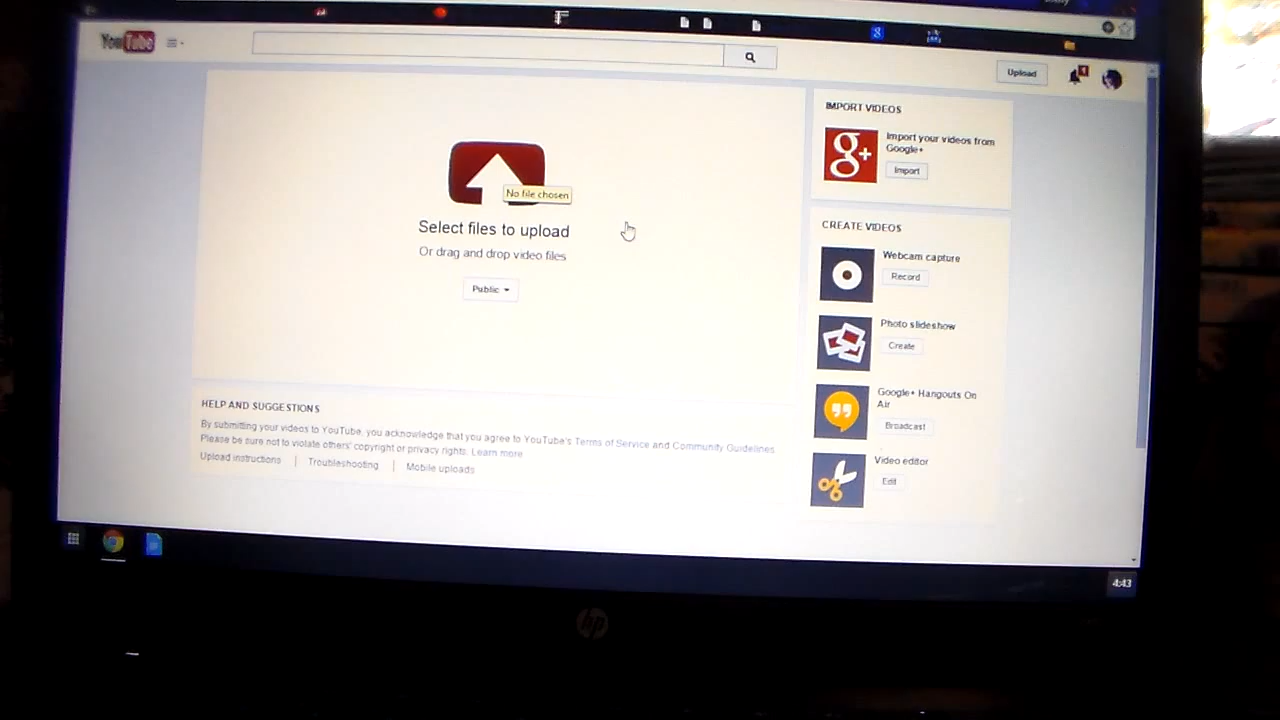 YouTube
Upload
Select files to upload
No file chosen
Or drag and drop video files
Public
HELP AND SUGGESTIONS
By submitting your videos to YouTube, you acknowledge that you agree to YouTube's Terms of Service and Community Guidelines
Please be sure not to violate others' copyright or privacy rights. Learn more
Upload instructions
Troubleshooting
Mobile uploads
IMPORT VIDEOS
g+
Import your videos from
Google+
Import
CREATE VIDEOS
Webcam capture
Record
Photo slideshow
Create
Google+ Hangouts On
Air
Broadcast
Video editor
Edit
4:43
hp